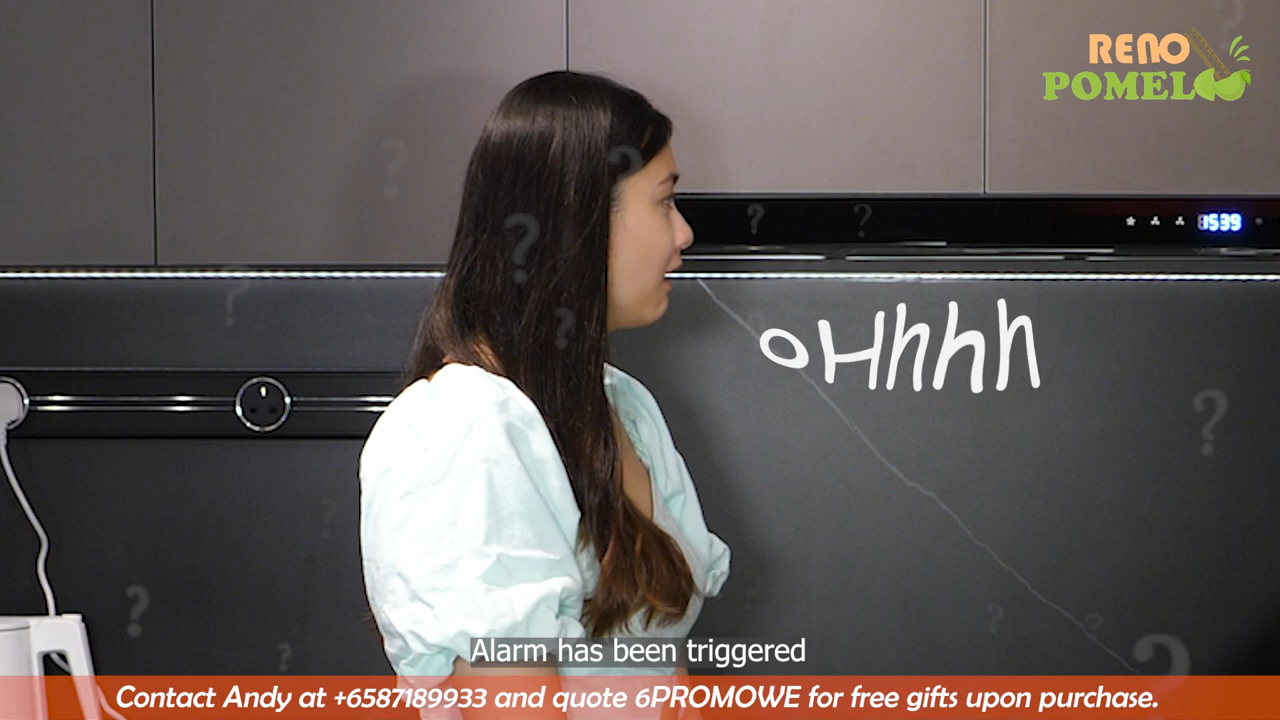 RENO
POMELO
1539
OHhhh
Alarm has been triggered
Contact Andy at +6587189933 and quote 6PROMOWE for free gifts upon purchase.